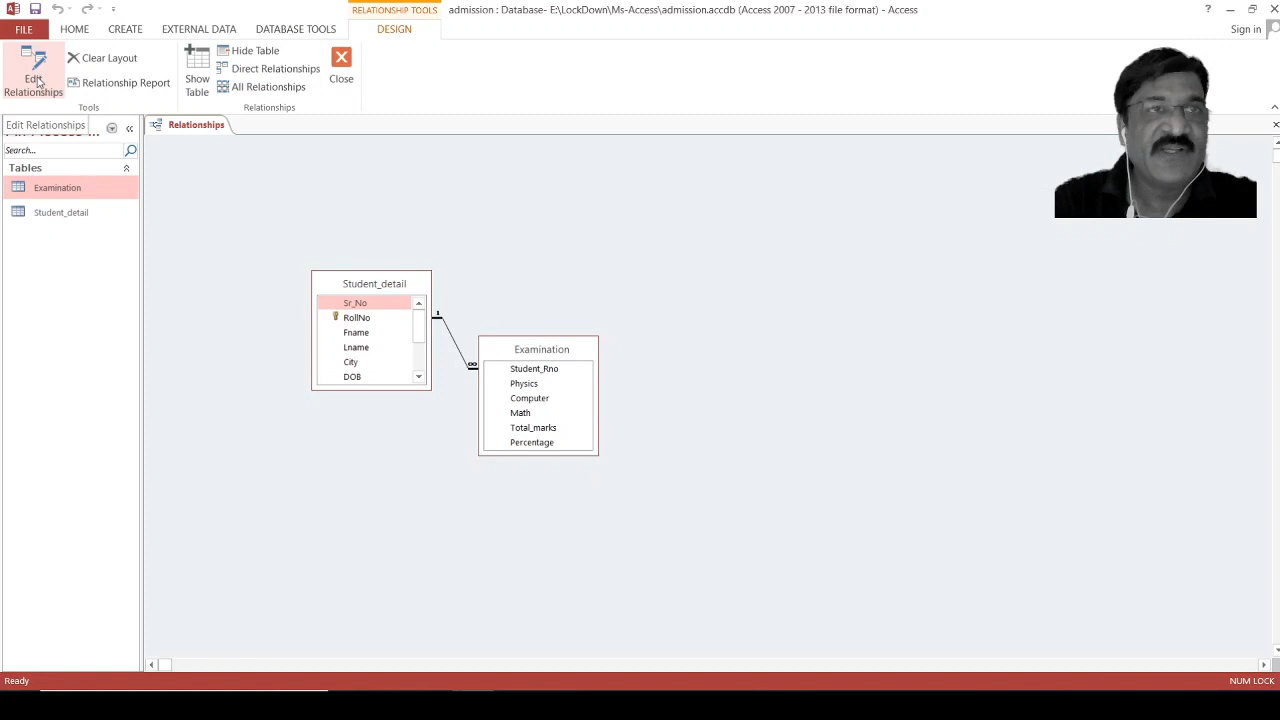 RELATIONSHIP TOOLS
admission : Database- E:\LockDown\Ms-Access\admission.accdb (Access 2007 - 2013 file format) - Access
?
FILE
HOME
CREATE
EXTERNAL DATA
DATABASE TOOLS
DESIGN
Sign in
Edit
Relationships
Clear Layout
Relationship Report
Tools
Show
Table
Hide Table
Direct Relationships
All Relationships
Close
Relationships
Edit Relationships
Search...
Tables
Examination
Student_detail
Relationships
Student_detail
Sr_No
RollNo
Fname
Lname
City
DOB
1
∞
Examination
Student_Rno
Physics
Computer
Math
Total_marks
Percentage
Ready
NUM LOCK